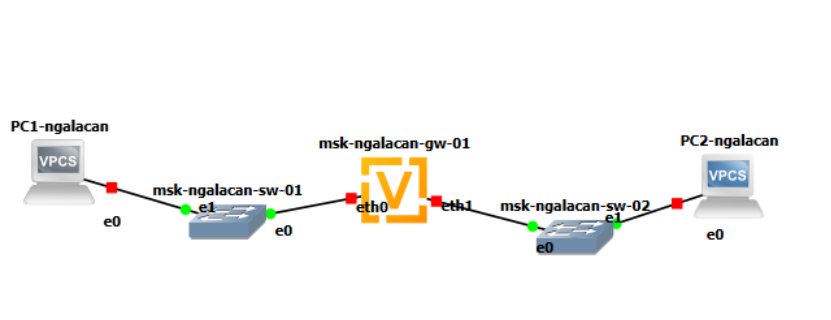 PC1-ngalacan
VPCS
e0
msk-ngalacan-sw-01
e1
e0
msk-ngalacan-gw-01
V
eth0
eth1
msk-ngalacan-sw-02
e1
e0
PC2-ngalacan
VPCS
e0